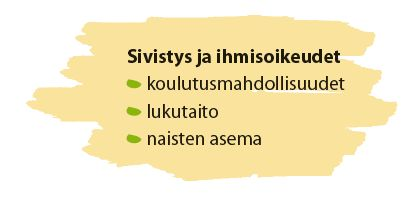 Sivistys ja ihmisoikeudet
koulutusmahdollisuudet
lukutaito
naisten asema